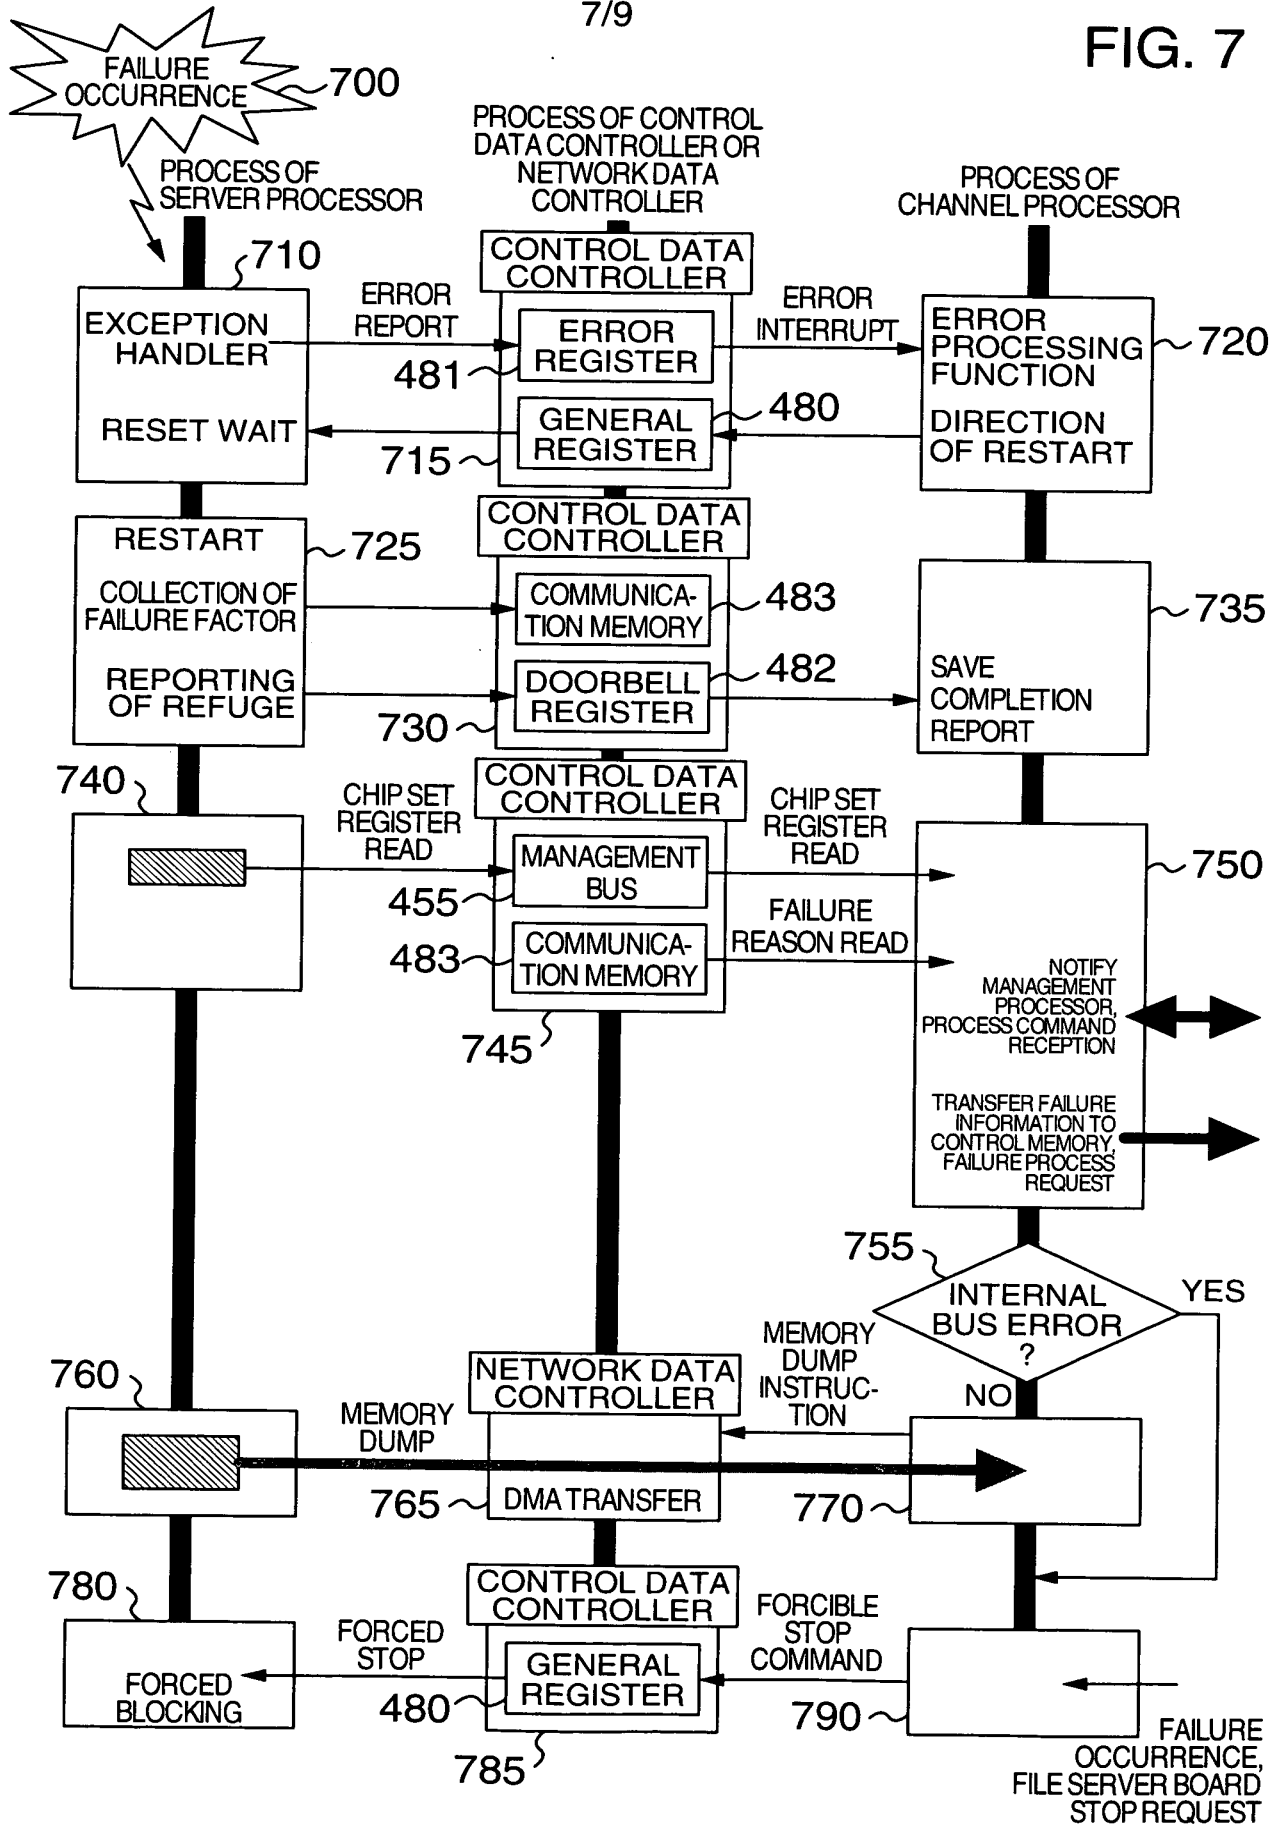 7/9
FIG. 7
FAILURE
OCCURRENCE
700
PROCESS OF
SERVER PROCESSOR
PROCESS OF CONTROL
DATA CONTROLLER OR
NETWORK DATA
CONTROLLER
PROCESS OF
CHANNEL PROCESSOR
710
EXCEPTION
HANDLER
RESET WAIT
ERROR
REPORT
CONTROL DATA
CONTROLLER
ERROR
REGISTER
481
GENERAL
REGISTER
480
715
ERROR
INTERRUPT
ERROR
PROCESSING
FUNCTION
DIRECTION
OF RESTART
720
RESTART
COLLECTION OF
FAILURE FACTOR
REPORTING
OF REFUGE
725
CONTROL DATA
CONTROLLER
COMMUNICA-
TION MEMORY
483
DOORBELL
REGISTER
482
730
SAVE
COMPLETION
REPORT
735
740
CHIP SET
REGISTER
READ
CONTROL DATA
CONTROLLER
MANAGEMENT
BUS
455
COMMUNICA-
TION MEMORY
483
745
CHIP SET
REGISTER
READ
FAILURE
REASON READ
750
NOTIFY
MANAGEMENT
PROCESSOR,
PROCESS COMMAND
RECEPTION
TRANSFER FAILURE
INFORMATION TO
CONTROL MEMORY,
FAILURE PROCESS
REQUEST
755
INTERNAL
BUS ERROR
?
YES
NO
760
MEMORY
DUMP
NETWORK DATA
CONTROLLER
DMA TRANSFER
765
MEMORY
DUMP
INSTRUC-
TION
770
780
FORCED
BLOCKING
FORCED
STOP
CONTROL DATA
CONTROLLER
GENERAL
REGISTER
480
785
FORCIBLE
STOP
COMMAND
790
FAILURE
OCCURRENCE,
FILE SERVER BOARD
STOP REQUEST